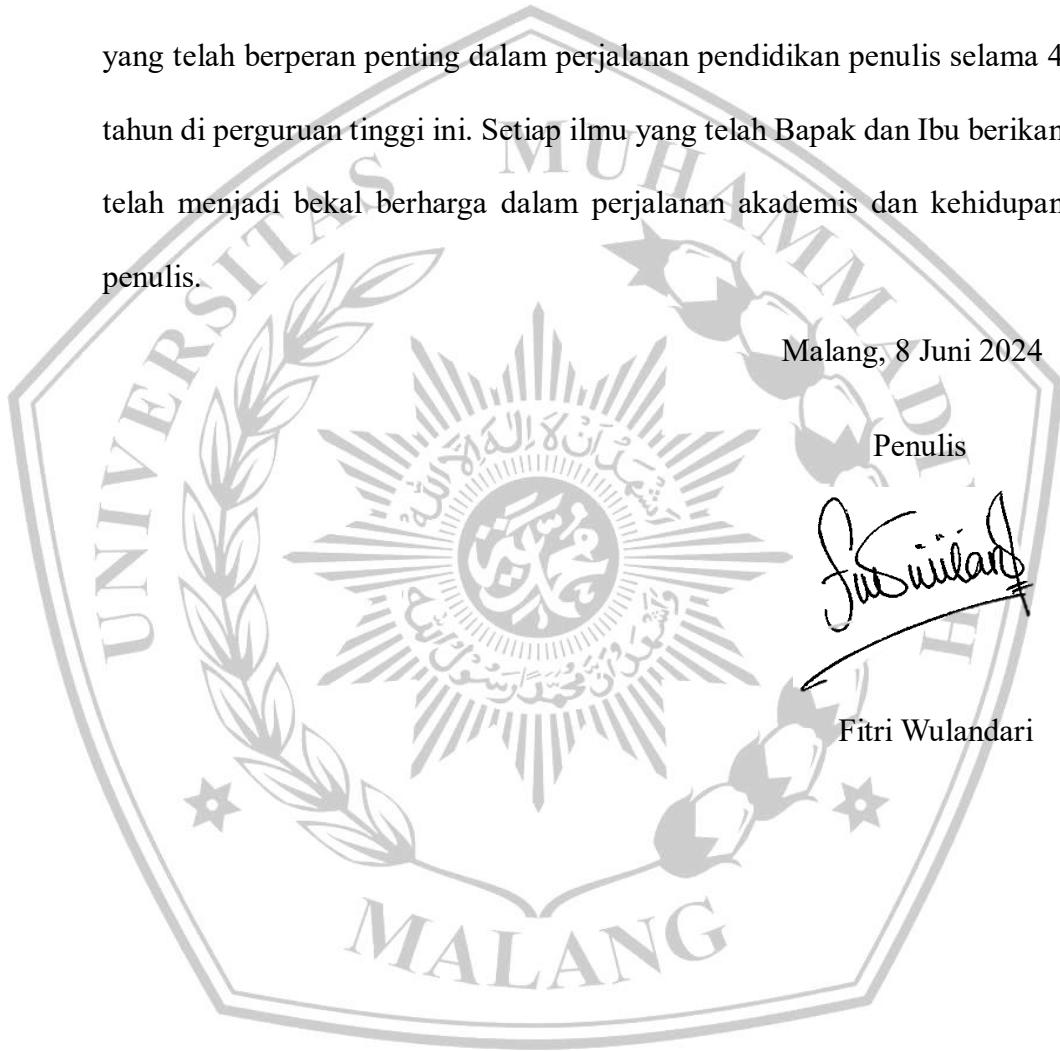 yang telah berperan penting dalam perjalanan pendidikan penulis selama 4
tahun di perguruan tinggi ini. Setiap ilmu yang telah Bapak dan Ibu berikan
telah menjadi bekal berharga dalam perjalanan akademis dan kehidupan
penulis.
Malang, 8 Juni 2024
Penulis
Fitri Wulandari
UNIVERSITAS MUHAMMADIYAH
MALANG